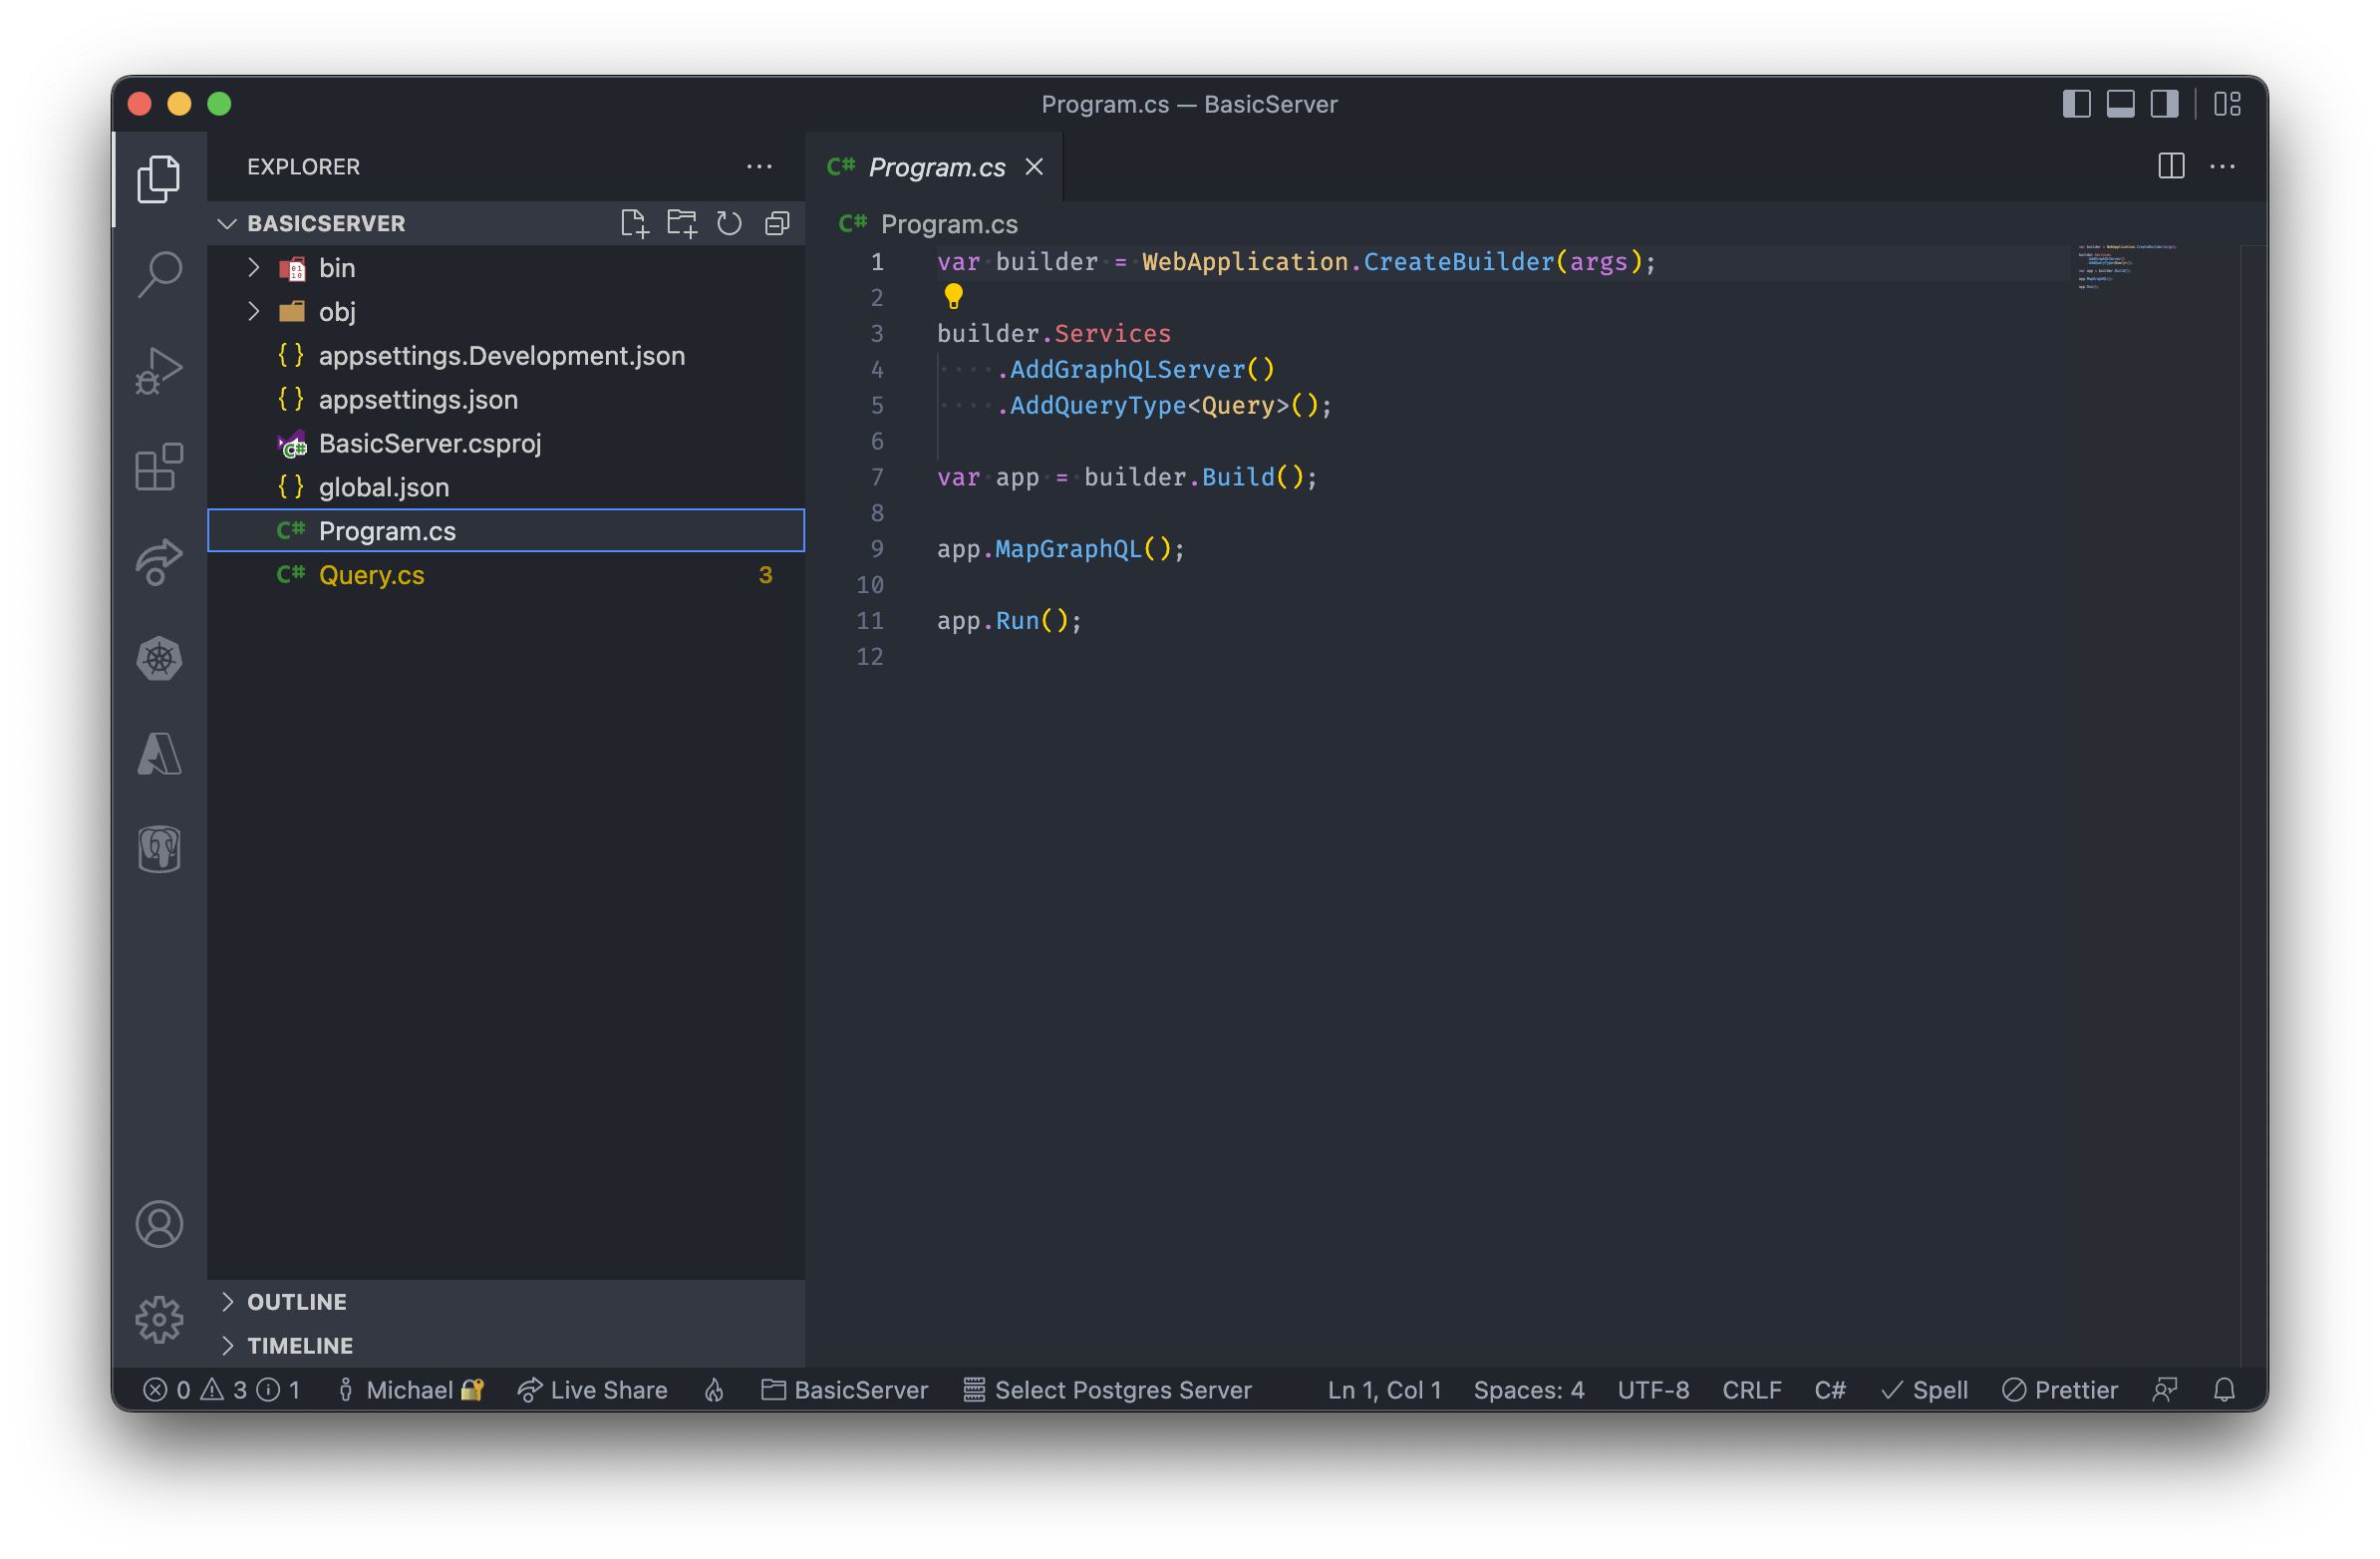 Program.cs — BasicServer
EXPLORER
BASICSERVER
bin
obj
appsettings.Development.json
appsettings.json
BasicServer.csproj
global.json
Program.cs
Query.cs 3
OUTLINE
TIMELINE
Program.cs
Program.cs
1 var builder = WebApplication.CreateBuilder(args);
2
3 builder.Services
4     .AddGraphQLServer()
5     .AddQueryType<Query>();
6
7 var app = builder.Build();
8
9 app.MapGraphQL();
10
11 app.Run();
12
0 3 1 Michael Live Share BasicServer Select Postgres Server Ln 1, Col 1 Spaces: 4 UTF-8 CRLF C# Spell Prettier